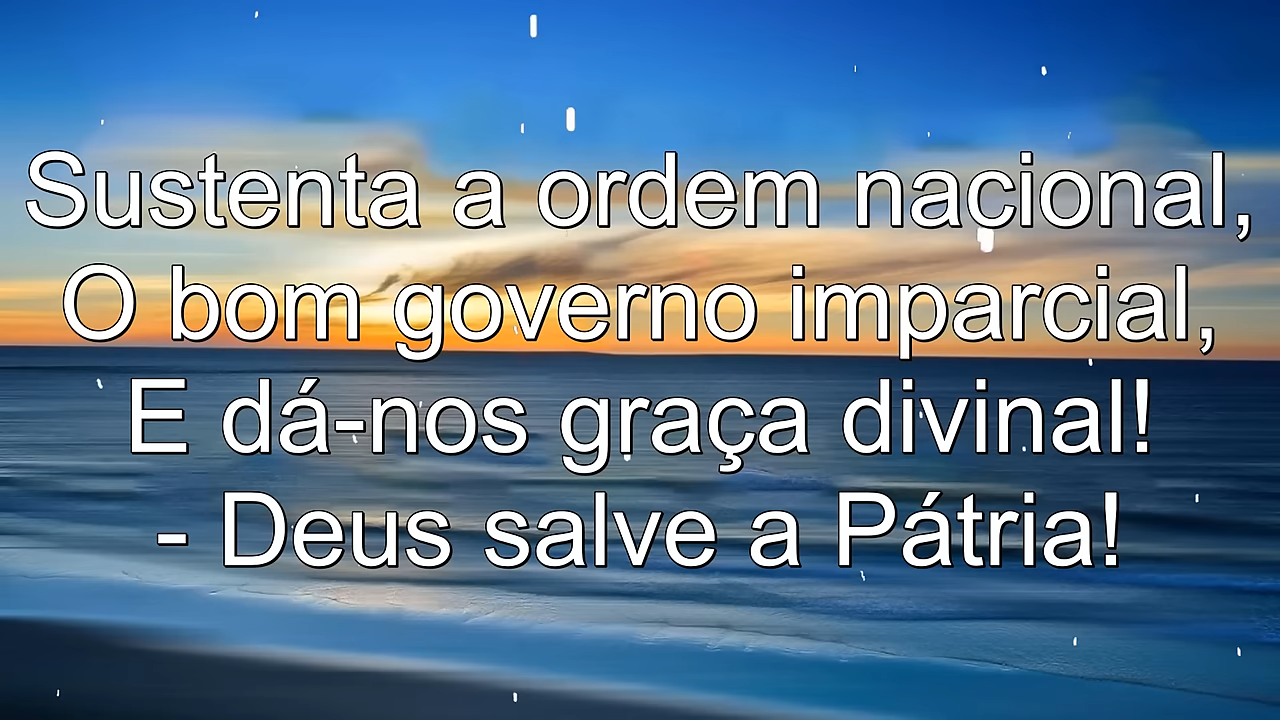 Sustenta a ordem nacional,
O bom governo imparcial,
E dá-nos graça divinal!
- Deus salve a Pátria!